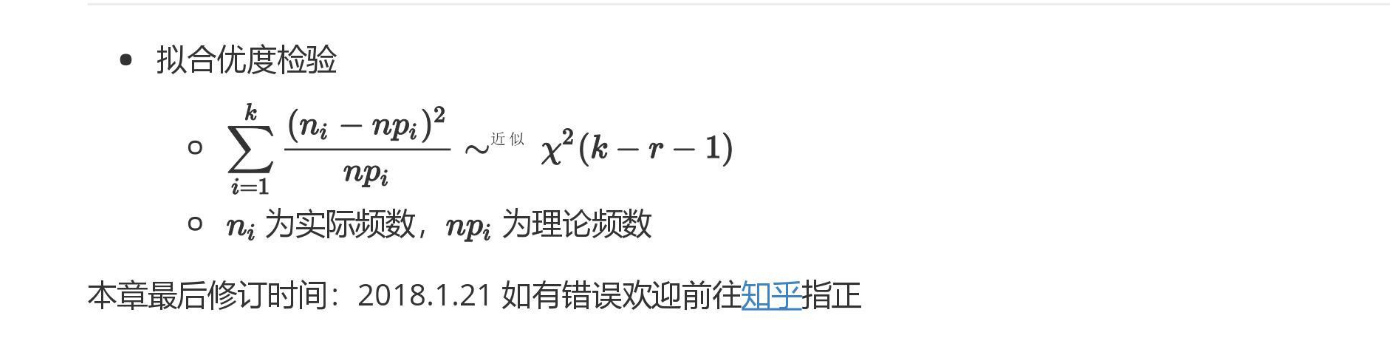 拟合优度检验
$\sum_{i=1}^{k} \frac{(n_i - np_i)^2}{np_i} \sim^{近似} \chi^2(k-r-1)$
$n_i$ 为实际频数，$np_i$ 为理论频数
本章最后修订时间：2018.1.21 如有错误欢迎前往知乎指正